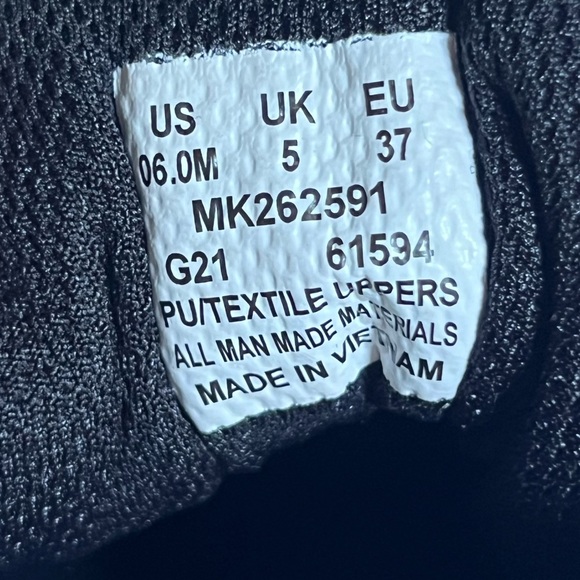 US UK EU
06.0M 5 37
MK262591
G21 61594
PU/TEXTILE UPPERS
ALL MAN MADE MATERIALS
MADE IN VIETNAM